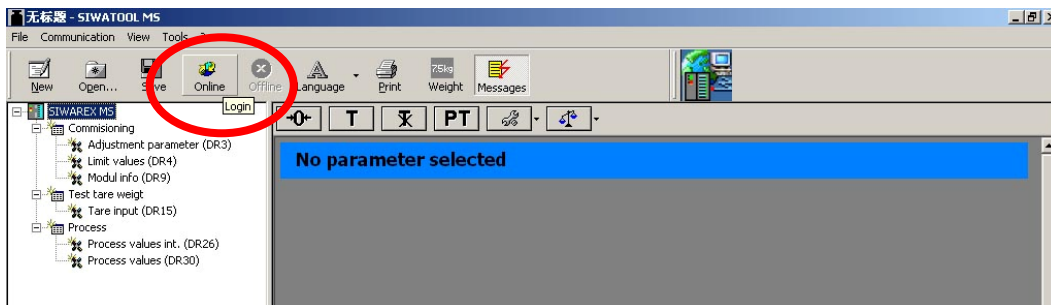 无标题 - SIWATOOL MS
File Communication View Tools
New Open... Save Online Offline Language Print Weight Messages
75kg
Login
SIWAREX MS
Commisioning
Adjustment parameter (DR3)
Limit values (DR4)
Modul info (DR9)
Test tare weigt
Tare input (DR15)
Process
Process values int. (DR26)
Process values (DR30)
→0← T T PT
No parameter selected